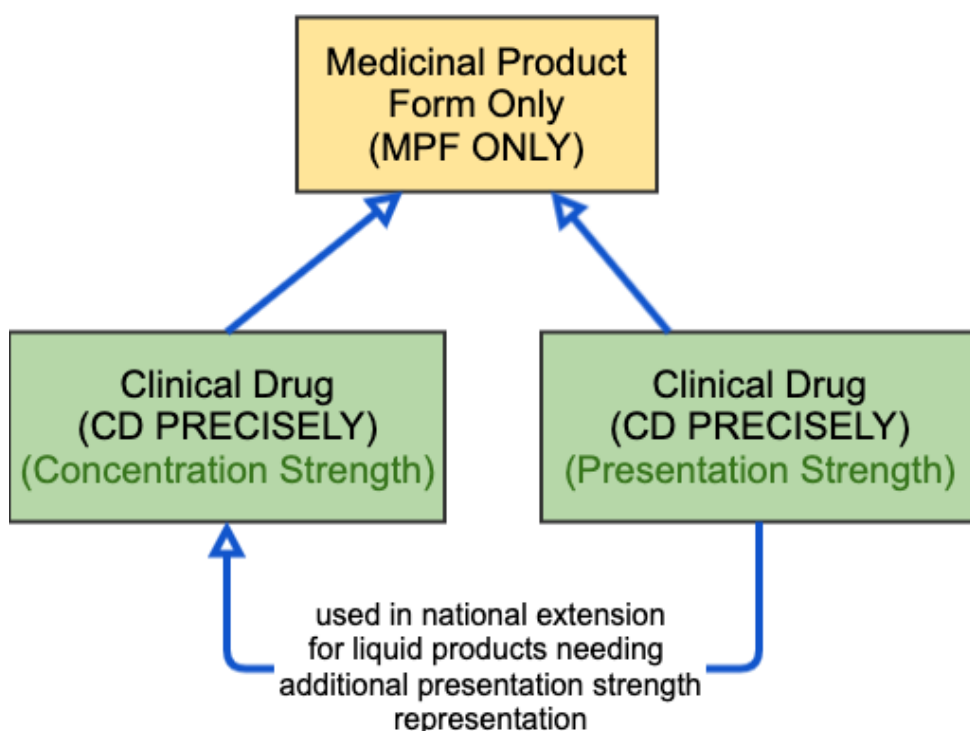 Medicinal Product
Form Only
(MPF ONLY)
Clinical Drug
(CD PRECISELY)
(Concentration Strength)
Clinical Drug
(CD PRECISELY)
(Presentation Strength)
used in national extension
for liquid products needing
additional presentation strength
representation